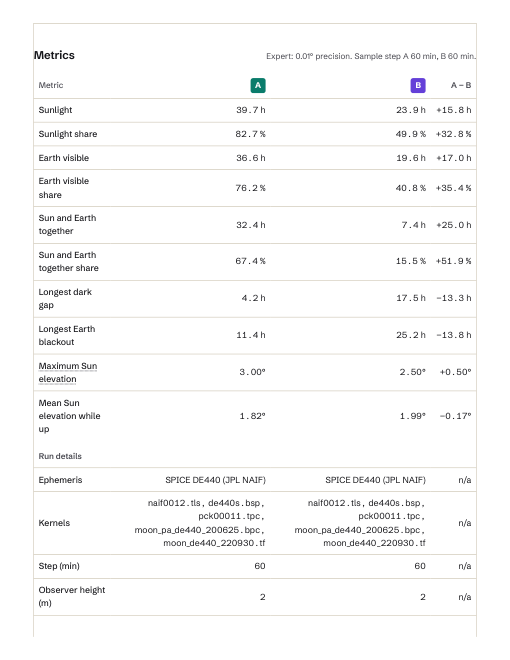 Metrics
Expert: 0.01° precision. Sample step A 60 min, B 60 min.
Metric A B A − B
Sunlight 39.7 h 23.9 h +15.8 h
Sunlight share 82.7 % 49.9 % +32.8 %
Earth visible 36.6 h 19.6 h +17.0 h
Earth visible
share 76.2 % 40.8 % +35.4 %
Sun and Earth
together 32.4 h 7.4 h +25.0 h
Sun and Earth
together share 67.4 % 15.5 % +51.9 %
Longest dark
gap 4.2 h 17.5 h −13.3 h
Longest Earth
blackout 11.4 h 25.2 h −13.8 h
Maximum Sun
elevation 3.00° 2.50° +0.50°
Mean Sun
elevation while
up 1.82° 1.99° −0.17°
Run details
Ephemeris SPICE DE440 (JPL NAIF) SPICE DE440 (JPL NAIF) n/a
Kernels
naif0012.tls, de440s.bsp,
pck00011.tpc,
moon_pa_de440_200625.bpc,
moon_de440_220930.tf
naif0012.tls, de440s.bsp,
pck00011.tpc,
moon_pa_de440_200625.bpc,
moon_de440_220930.tf
n/a
Step (min) 60 60 n/a
Observer height
(m) 2 2 n/a